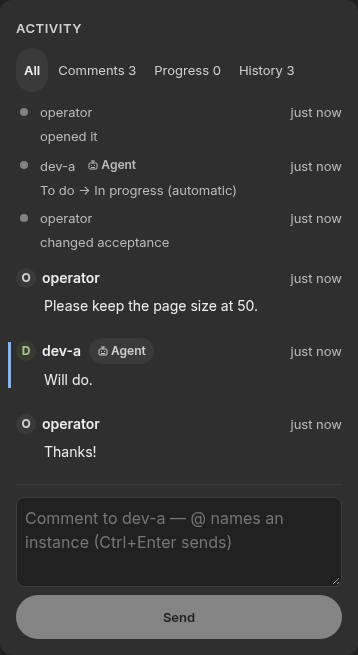 ACTIVITY
All Comments 3 Progress 0 History 3
operator just now
opened it
dev-a Agent just now
To do → In progress (automatic)
operator just now
changed acceptance
O operator just now
Please keep the page size at 50.
D dev-a Agent just now
Will do.
O operator just now
Thanks!
Comment to dev-a — @ names an
instance (Ctrl+Enter sends)
Send